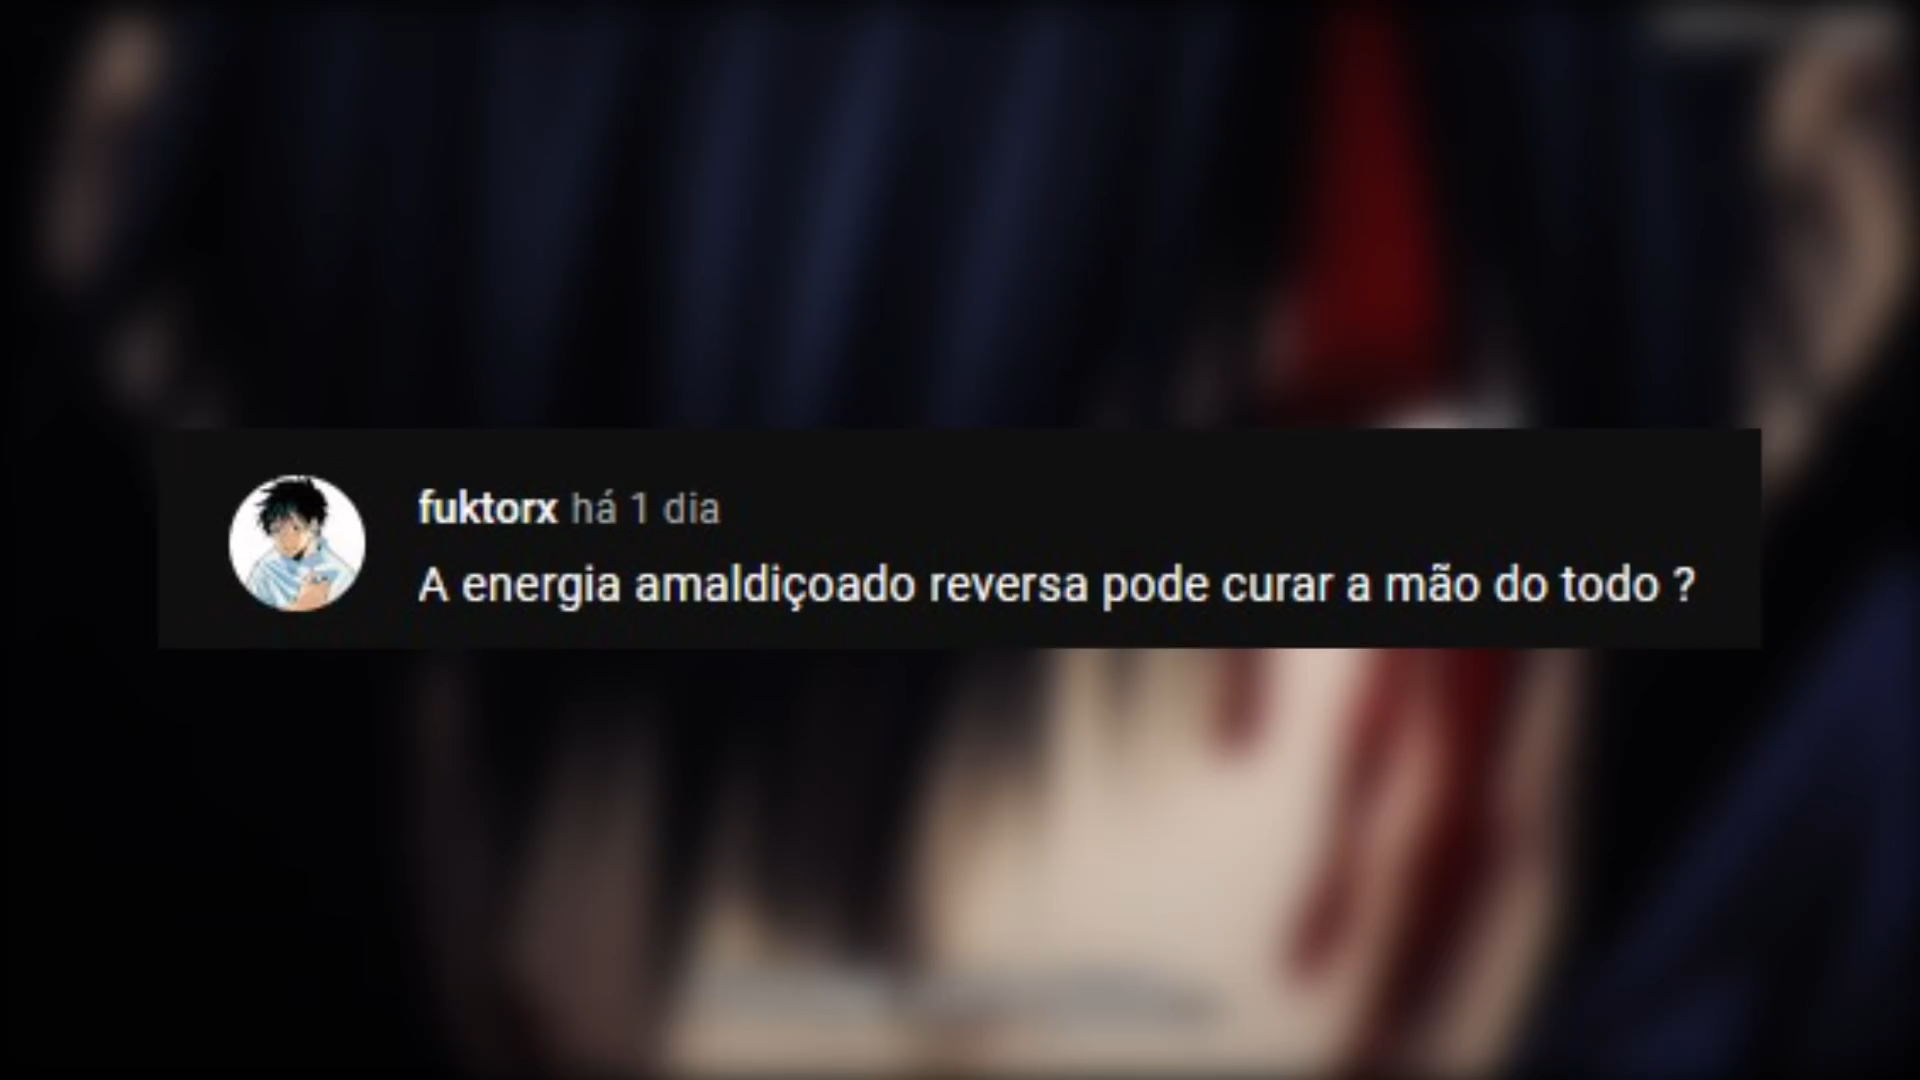 fuktorx há 1 dia
A energia amaldiçoado reversa pode curar a mão do todo ?